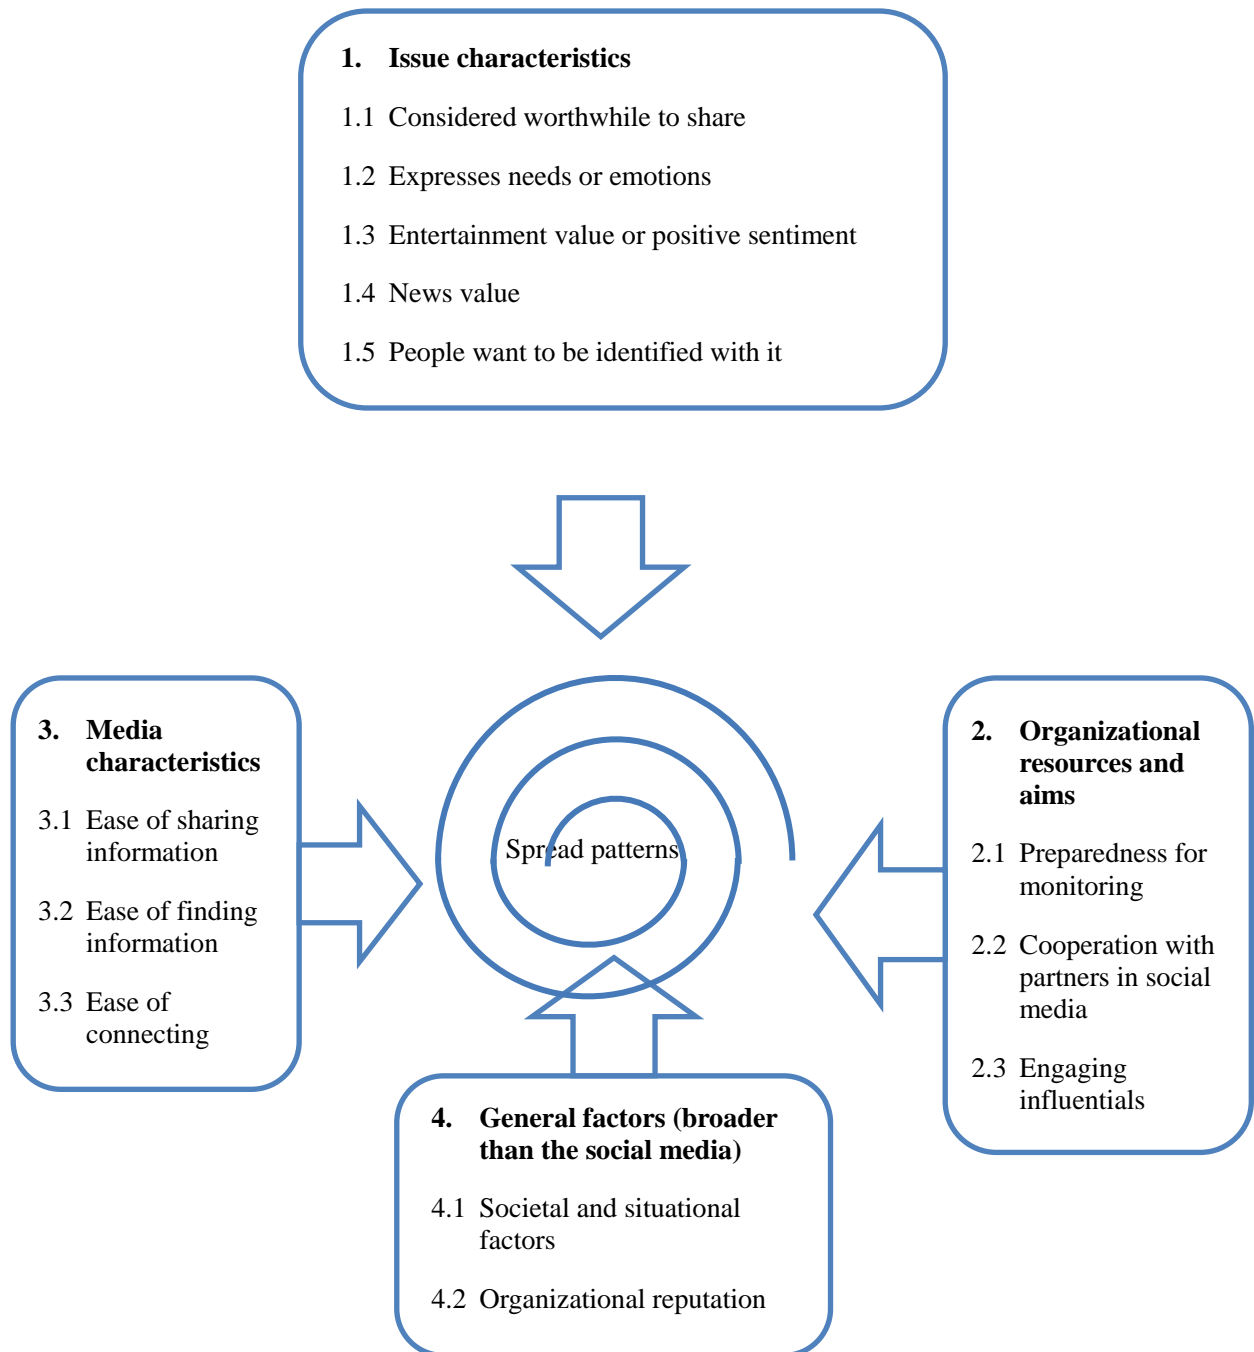 1. Issue characteristics
1.1 Considered worthwhile to share
1.2 Expresses needs or emotions
1.3 Entertainment value or positive sentiment
1.4 News value
1.5 People want to be identified with it
3. Media
characteristics
3.1 Ease of sharing
information
3.2 Ease of finding
information
3.3 Ease of
connecting
Spread patterns
2. Organizational
resources and
aims
2.1 Preparedness for
monitoring
2.2 Cooperation with
partners in social
media
2.3 Engaging
influentials
4. General factors (broader
than the social media)
4.1 Societal and situational
factors
4.2 Organizational reputation